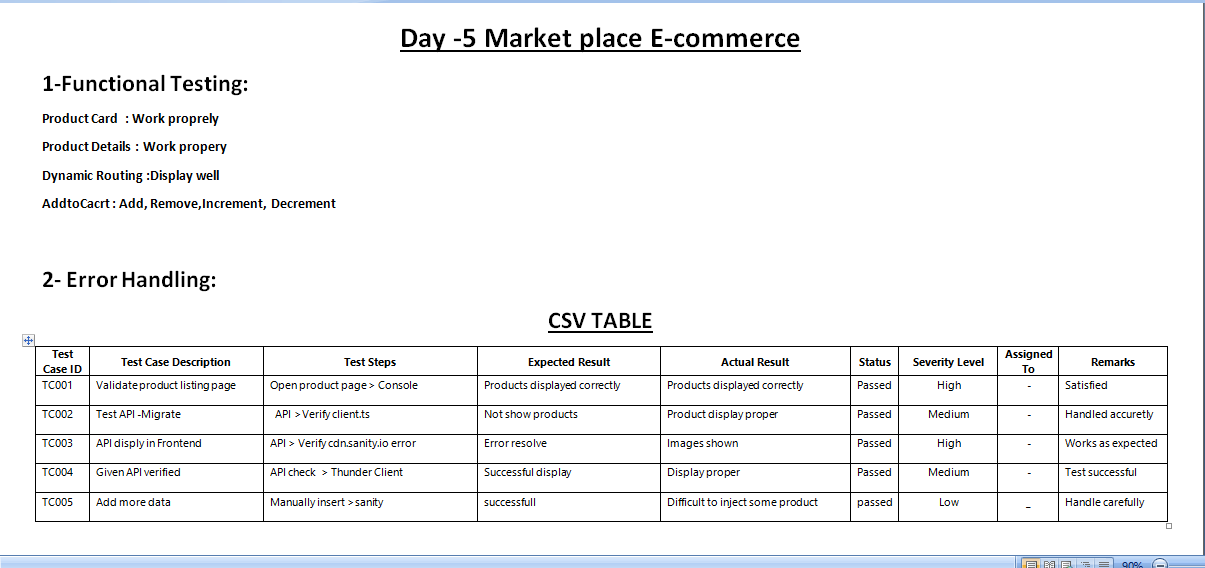 Day -5 Market place E-commerce
1-Functional Testing:
Product Card : Work proprely
Product Details : Work propery
Dynamic Routing :Display well
AddtoCacrt : Add, Remove,Increment, Decrement
2- Error Handling:
CSV TABLE
Test Case ID Test Case Description Test Steps Expected Result Actual Result Status Severity Level Assigned To Remarks
TC001 Validate product listing page Open product page > Console Products displayed correctly Products displayed correctly Passed High - Satisfied
TC002 Test API -Migrate API > Verify client.ts Not show products Product display proper Passed Medium - Handled accuretly
TC003 API disply in Frontend API > Verify cdn.sanity.io error Error resolve Images shown Passed High - Works as expected
TC004 Given API verified API check > Thunder Client Successful display Display proper Passed Medium - Test successful
TC005 Add more data Manually insert > sanity successfull Difficult to inject some product passed Low _ Handle carefully
90%